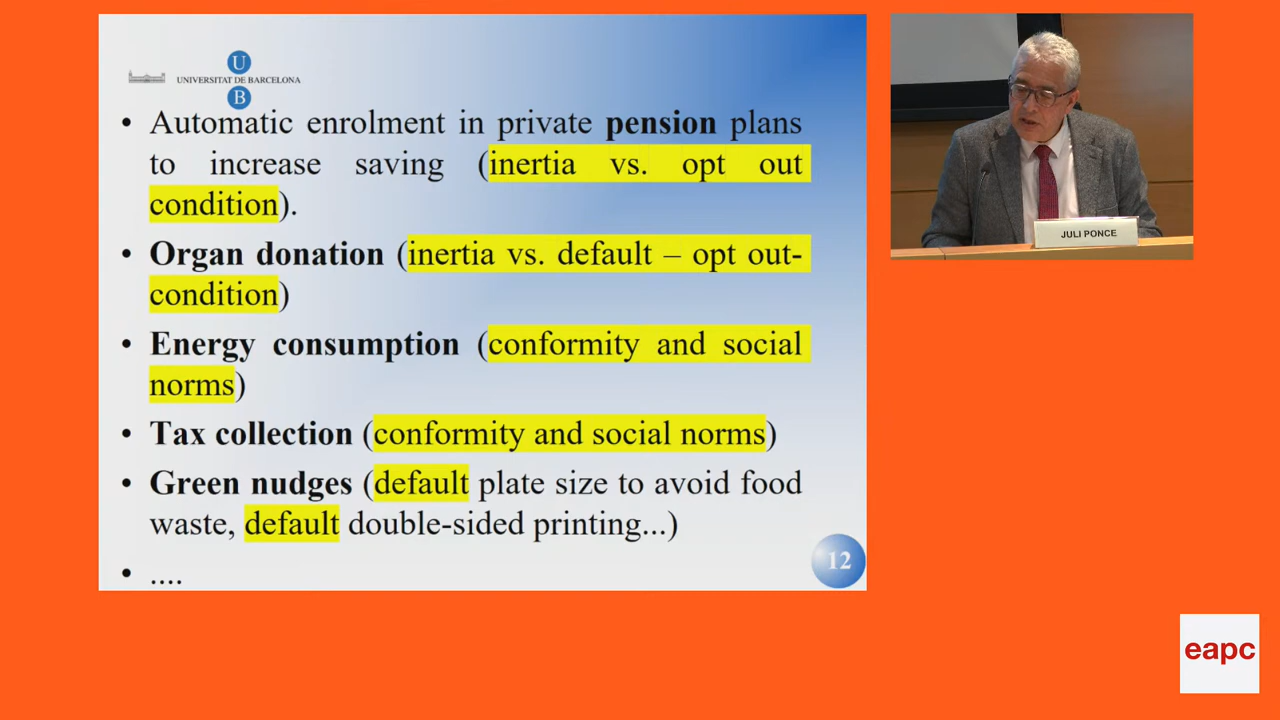 U
UNIVERSITAT DE BARCELONA
B
• Automatic enrolment in private pension plans
to increase saving (inertia vs. opt out
condition).
• Organ donation (inertia vs. default – opt out-
condition)
• Energy consumption (conformity and social
norms)
• Tax collection (conformity and social norms)
• Green nudges (default plate size to avoid food
waste, default double-sided printing...)
• ....
12
JULI PONCE
eapc